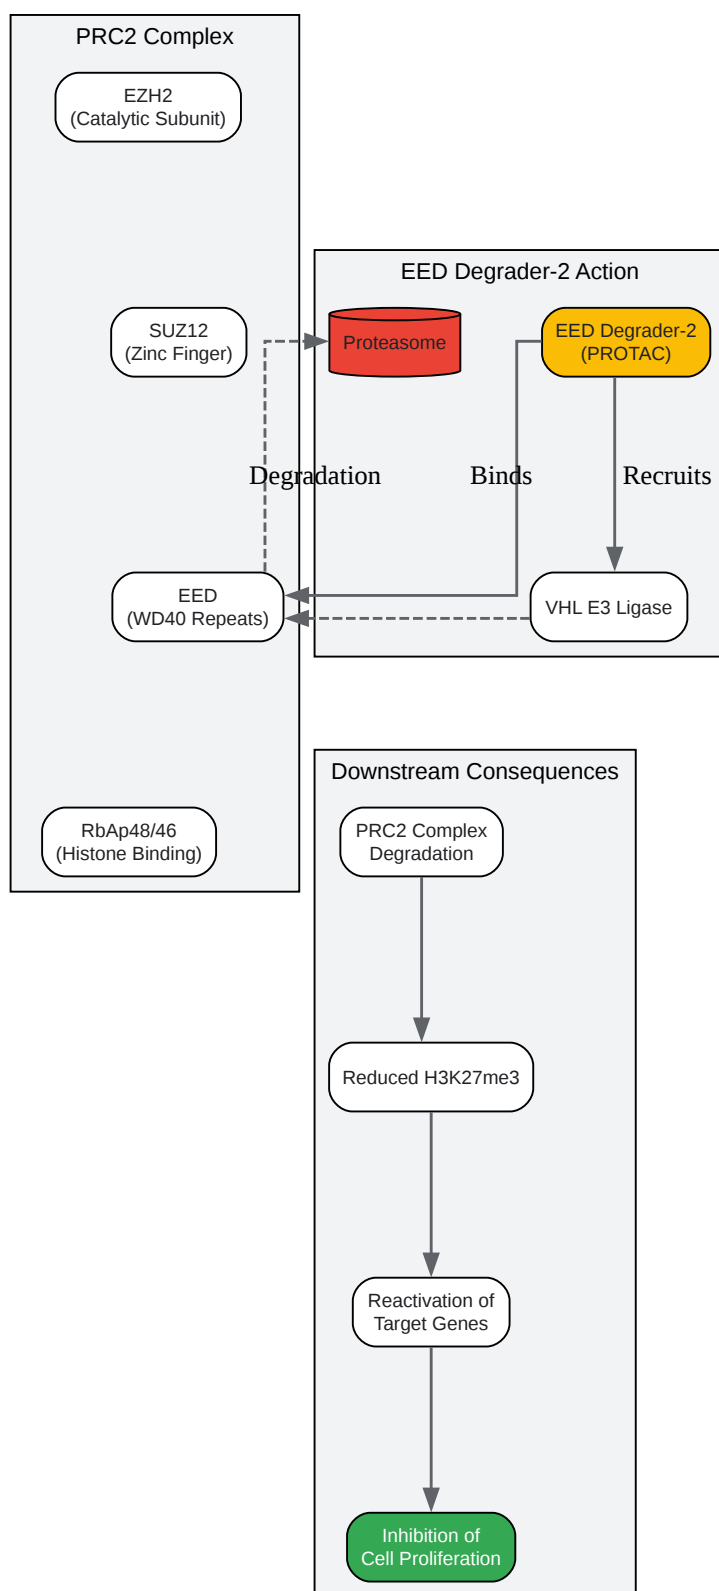 PRC2 Complex
EZH2
(Catalytic Subunit)
EED Degrader-2 Action
SUZ12
(Zinc Finger)
Proteasome
EED Degrader-2
(PROTAC)
Degradation
Binds
Recruits
EED
(WD40 Repeats)
VHL E3 Ligase
Downstream Consequences
RbAp48/46
(Histone Binding)
PRC2 Complex
Degradation
Reduced H3K27me3
Reactivation of
Target Genes
Inhibition of
Cell Proliferation